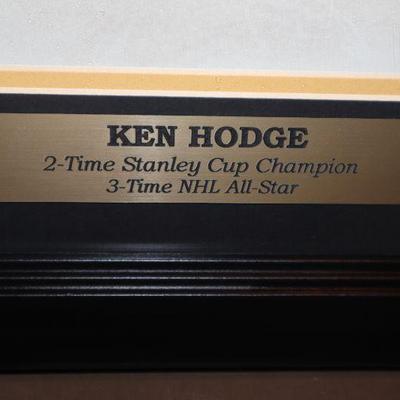 KEN HODGE
2-Time Stanley Cup Champion
3-Time NHL All-Star